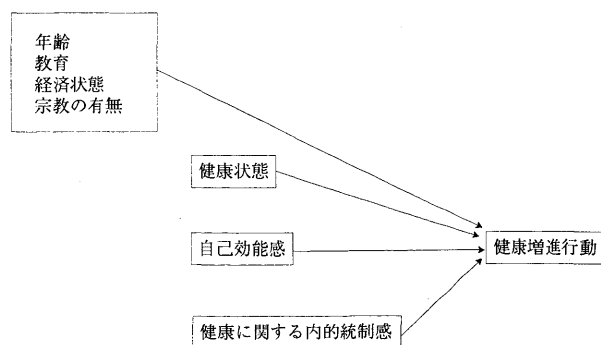 年齢
教育
経済状態
宗教の有無
健康状態
自己効能感
健康増進行動
健康に関する内的統制感